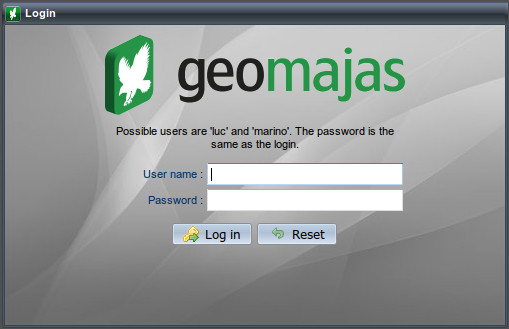 Login
geomajas
Possible users are 'luc' and 'marino'. The password is the
same as the login.
User name :
Password :
Log in
Reset